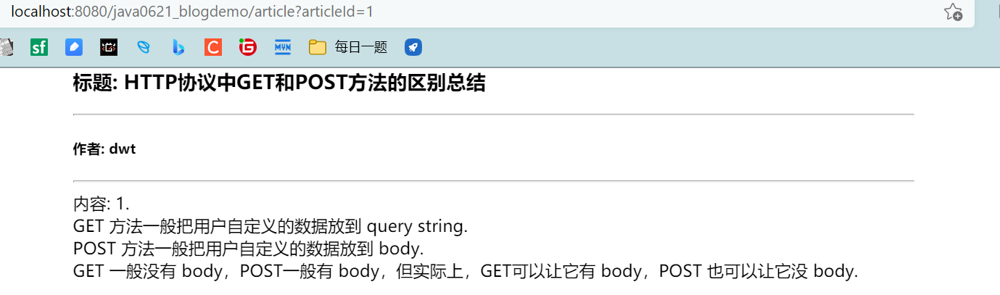 localhost:8080/java0621_blogdemo/article?articleId=1
sf C G MVN 每日一题
标题: HTTP协议中GET和POST方法的区别总结
作者: dwt
内容: 1.
GET 方法一般把用户自定义的数据放到 query string.
POST 方法一般把用户自定义的数据放到 body.
GET 一般没有 body，POST一般有 body，但实际上，GET可以让它有 body，POST 也可以让它没 body.